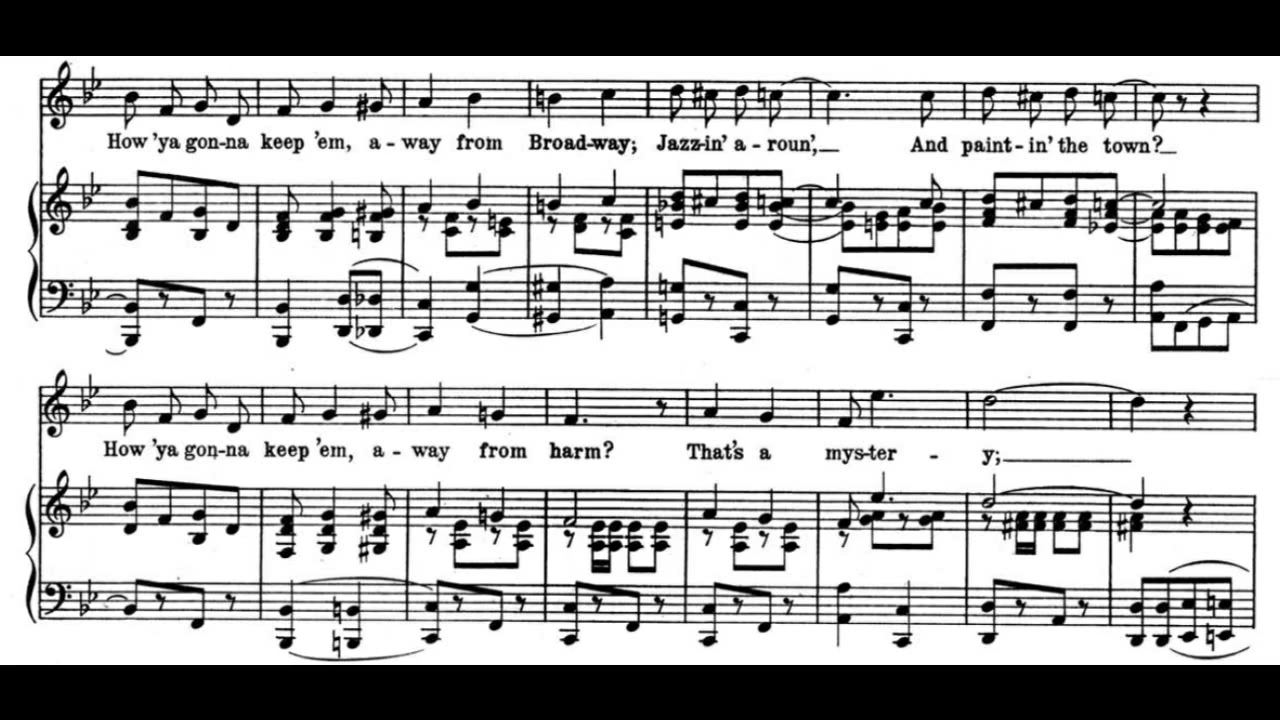 How 'ya gon-na keep 'em, a-way from Broad-way; Jazz-in' a-roun', And paint-in' the town?
How 'ya gon-na keep 'em, a-way from harm? That's a mys-ter-y;